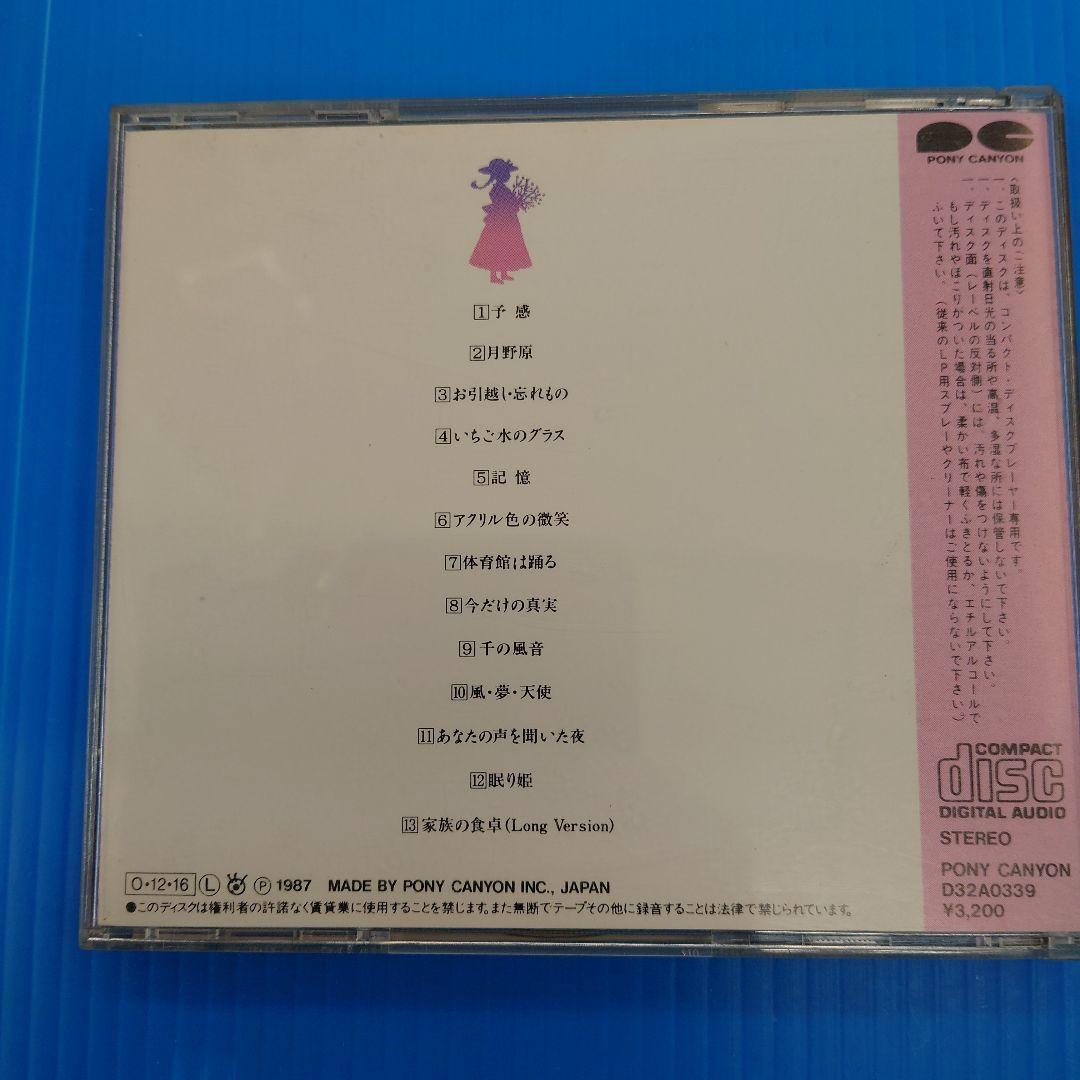 1 予感
2 月野原
3 お引越し・忘れもの
4 いちご水のグラス
5 記憶
6 アクリル色の微笑
7 体育館は踊る
8 今だけの真実
9 千の風音
10 風・夢・天使
11 あなたの声を聞いた夜
12 眠り姫
13 家族の食卓(Long Version)
O・12・16 L P 1987 MADE BY PONY CANYON INC., JAPAN
●このディスクは権利者の許諾なく賃貸業に使用することを禁じます。また無断でテープその他に録音することは法律で禁じられています。
PONY CANYON
〈取扱い上のご注意〉
一、このディスクは、コンパクト・ディスクプレーヤー専用です。
一、ディスクを直射日光の当る所や高温、多湿な所には保管しないで下さい。
一、ディスク面(レーベルの反対側)には、汚れや傷をつけないようにして下さい。
もし汚れやほこりがついた場合は、柔かい布で軽くふきとるか、エチルアルコールで
ふいて下さい。(従来のLP用スプレーやクリーナーはご使用にならないで下さい。)
COMPACT
disc
DIGITAL AUDIO
STEREO
PONY CANYON
D32A0339
¥3,200